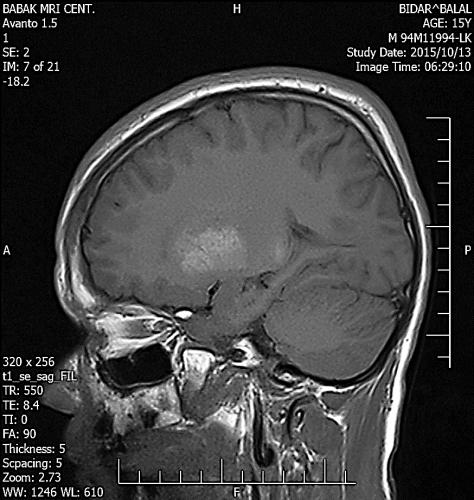 BABAK MRI CENT.
Avanto 1.5
1
SE: 2
IM: 7 of 21
-18.2
H
BIDAR^BALAL
AGE: 15Y
M 94M11994-LK
Study Date: 2015/10/13
Image Time: 06:29:10
A
P
320 x 256
t1_se_sag_FIL
TR: 550
TE: 8.4
TI: 0
FA: 90
Thickness: 5
Scpacing: 5
Zoom: 2.73
WW: 1246 WL: 610
F